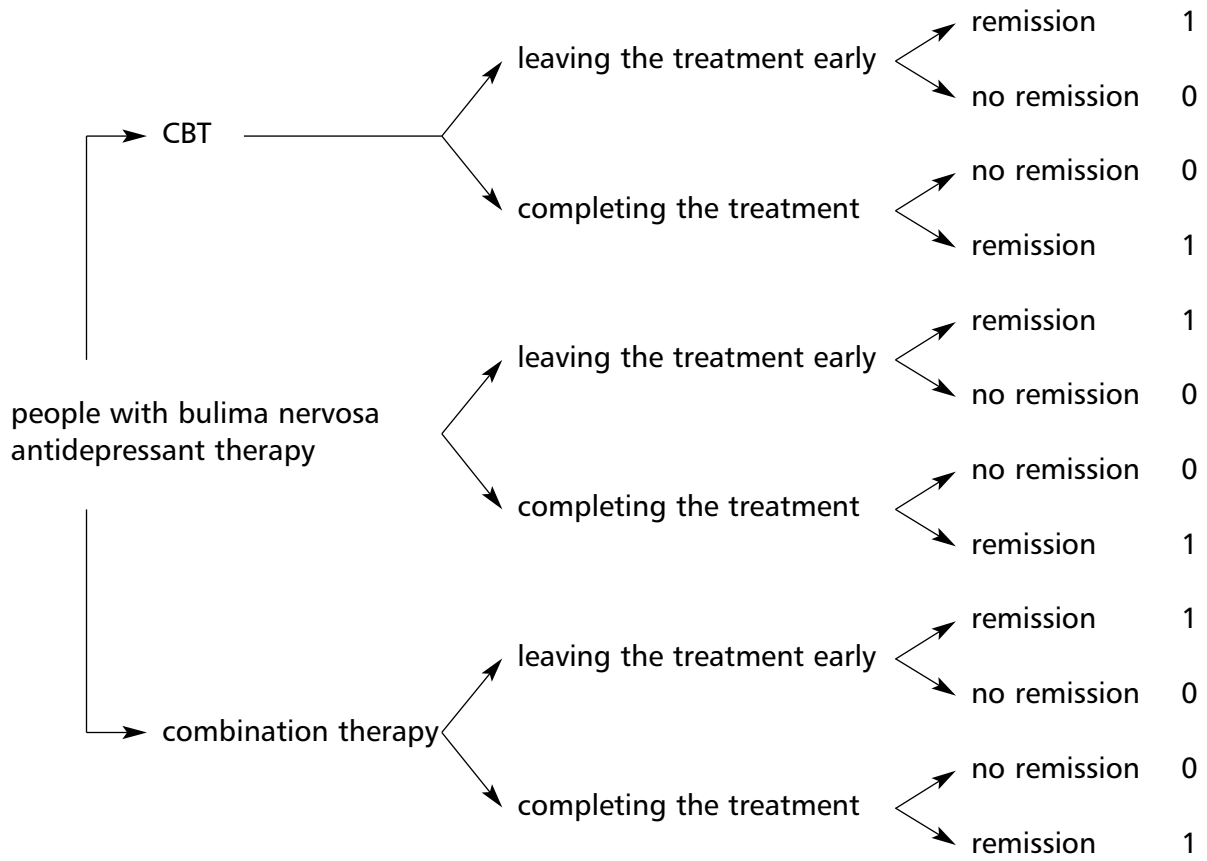 remission 1
leaving the treatment early
no remission 0
CBT
no remission 0
completing the treatment
remission 1
remission 1
leaving the treatment early
no remission 0
people with bulima nervosa
antidepressant therapy
no remission 0
completing the treatment
remission 1
remission 1
leaving the treatment early
no remission 0
combination therapy
no remission 0
completing the treatment
remission 1